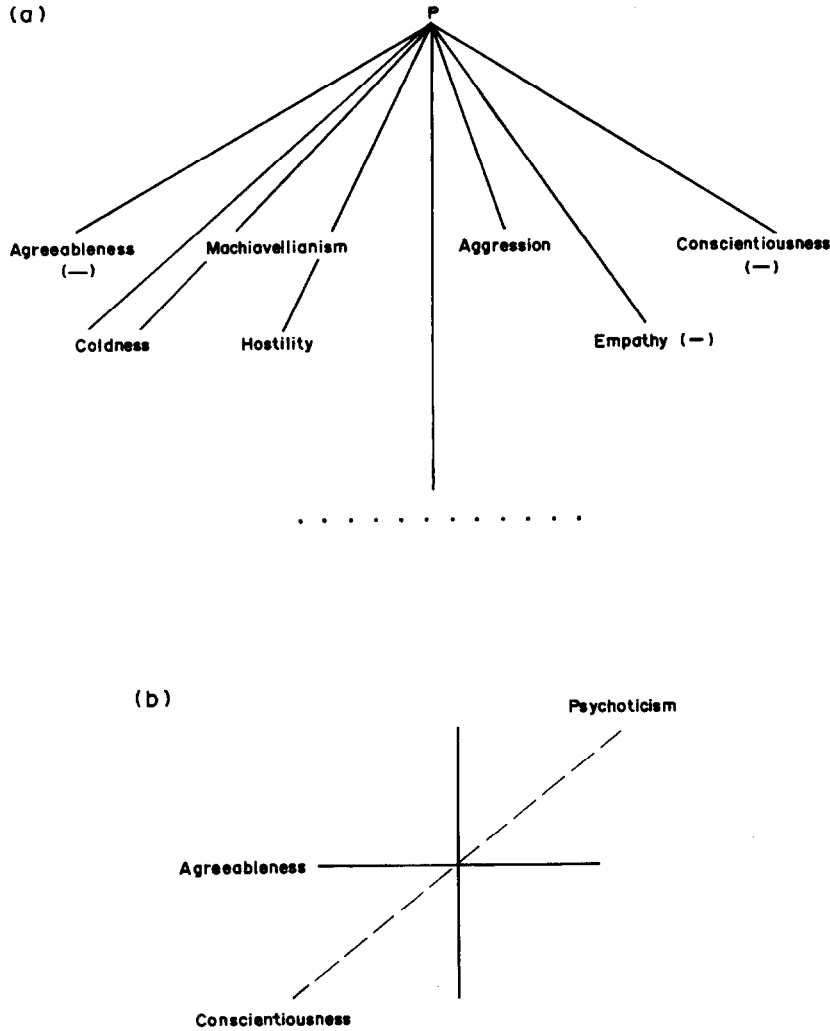 (a)
P
Agreeableness
(—)
Machiavellianism
Aggression
Conscientiousness
(—)
Coldness
Hostility
Empathy (—)
(b)
Psychoticism
Agreeableness
Conscientiousness